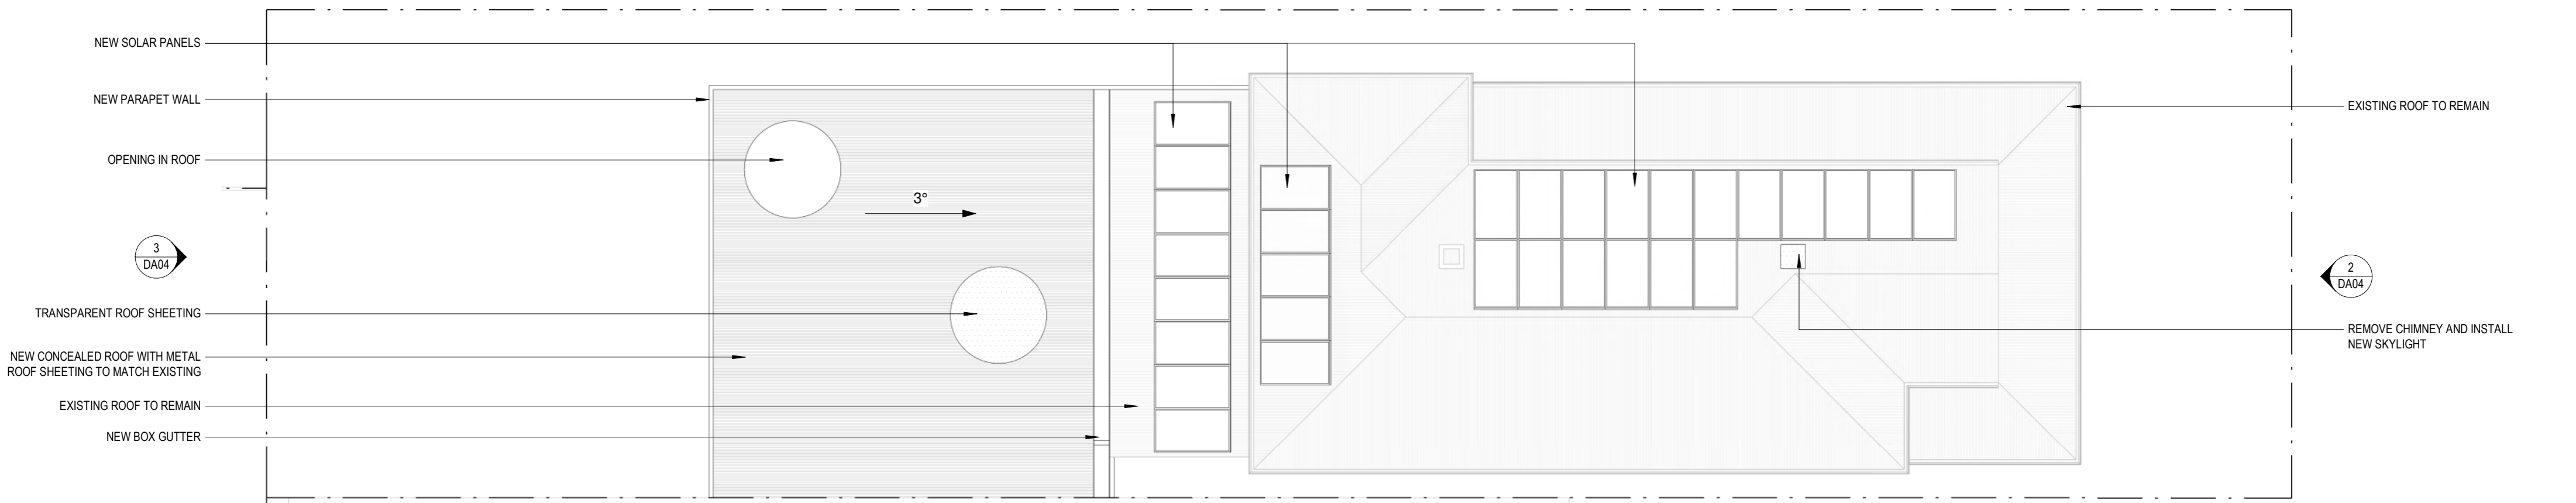 NEW SOLAR PANELS
NEW PARAPET WALL
EXISTING ROOF TO REMAIN
OPENING IN ROOF
3°
3
DA04
2
DA04
TRANSPARENT ROOF SHEETING
REMOVE CHIMNEY AND INSTALL
NEW SKYLIGHT
NEW CONCEALED ROOF WITH METAL
ROOF SHEETING TO MATCH EXISTING
EXISTING ROOF TO REMAIN
NEW BOX GUTTER